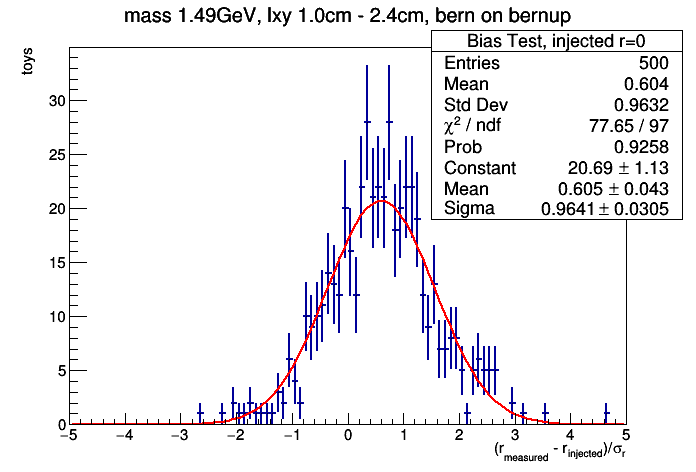 mass 1.49GeV, lxy 1.0cm - 2.4cm, bern on bernup
Bias Test, injected r=0
Entries 500
Mean 0.604
Std Dev 0.9632
χ² / ndf 77.65 / 97
Prob 0.9258
Constant 20.69 ± 1.13
Mean 0.605 ± 0.043
Sigma 0.9641 ± 0.0305
toys
30
25
20
15
10
5
0
−5 −4 −3 −2 −1 0 1 2 3 4 5
(r_measured - r_injected)/σ_r